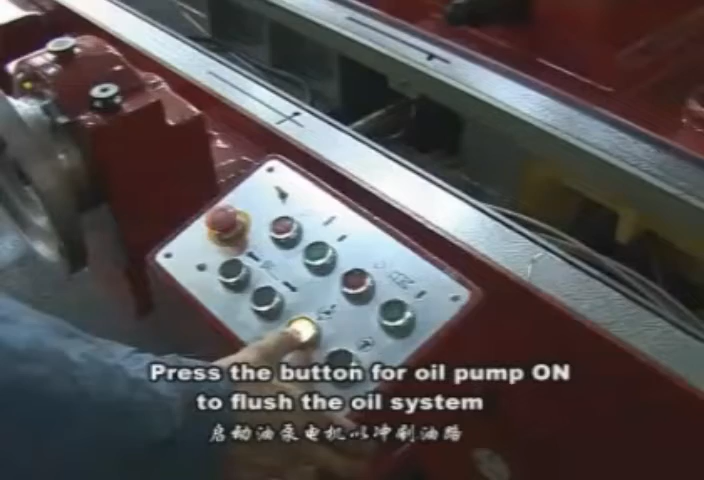 Press the button for oil pump ON
to flush the oil system
启动油泵电机以冲刷油路